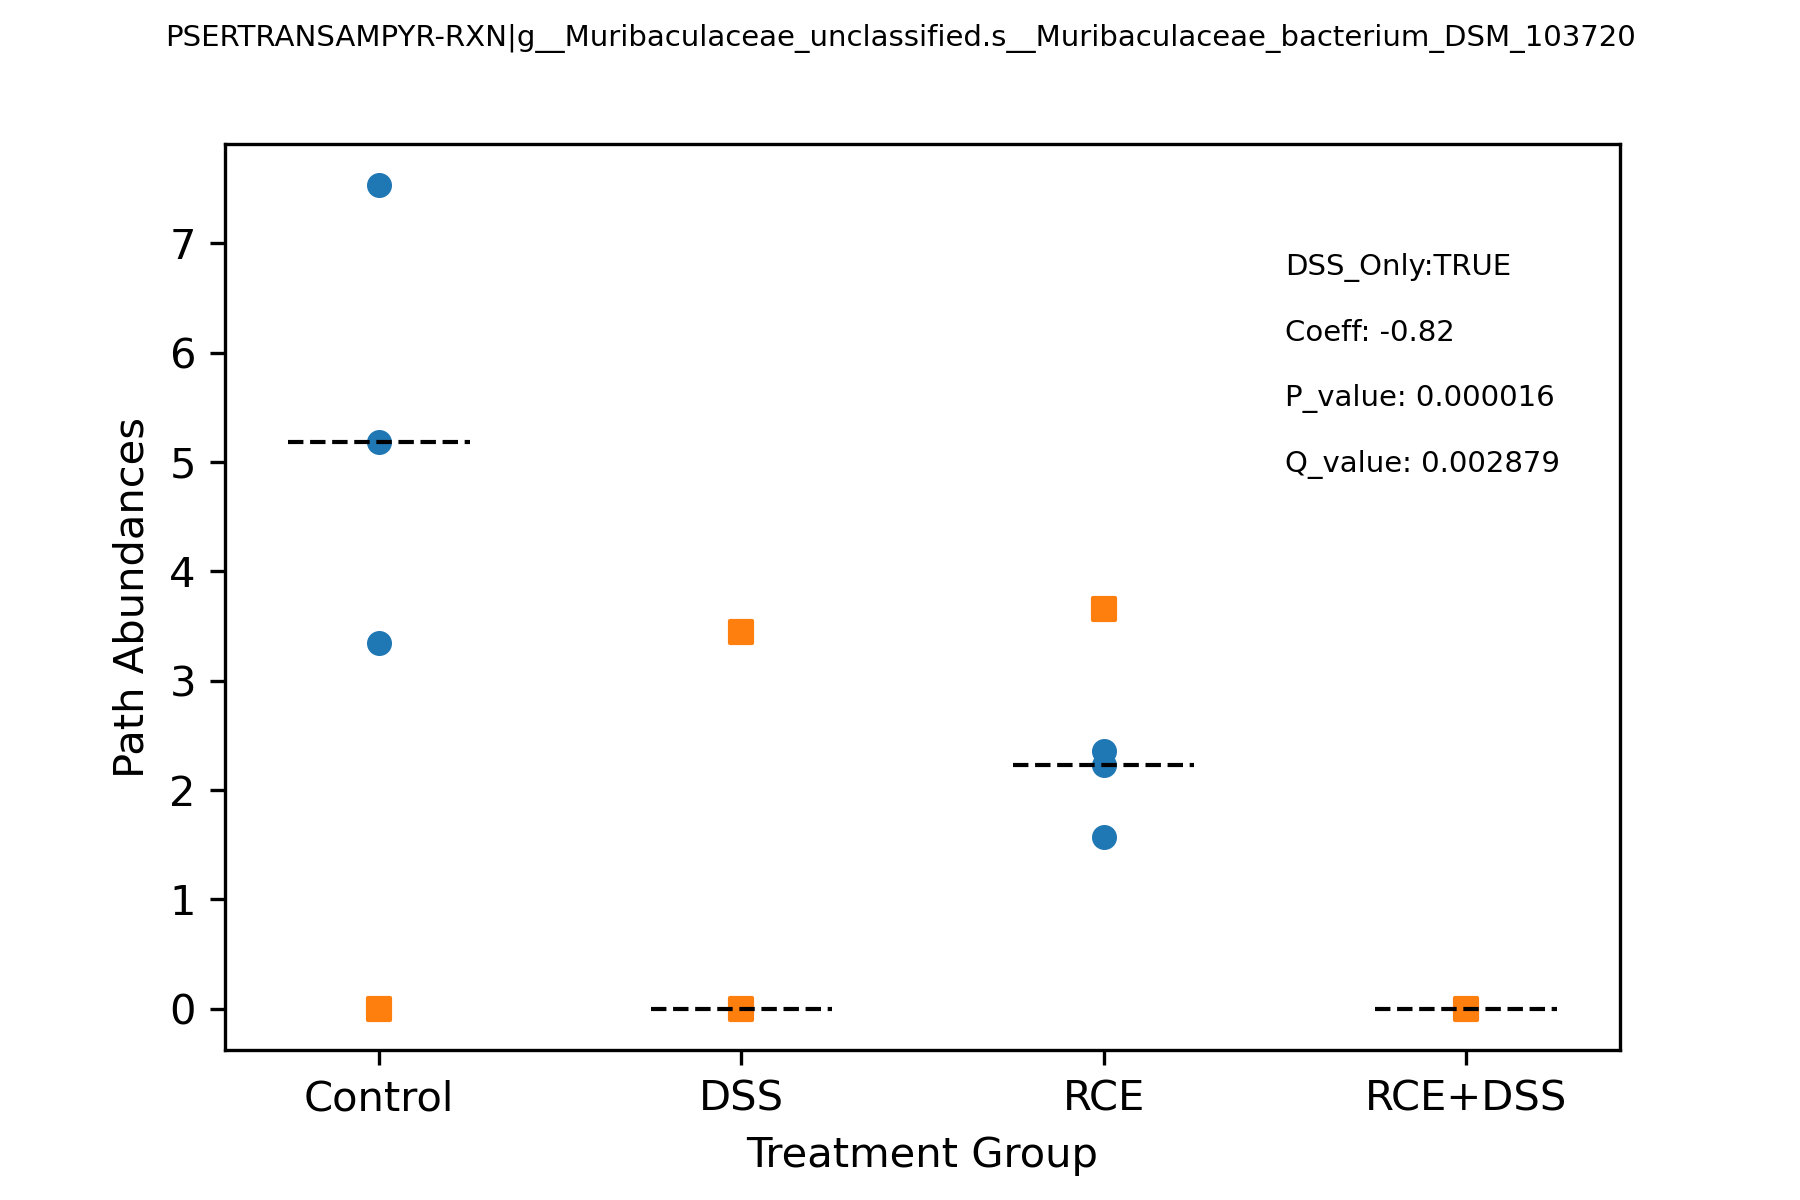 PSERTRANSAMPYR-RXN|g__Muribaculaceae_unclassified.s__Muribaculaceae_bacterium_DSM_103720
7
6
5
4
3
2
1
0
Path Abundances
DSS_Only:TRUE
Coeff: -0.82
P_value: 0.000016
Q_value: 0.002879
Control DSS RCE RCE+DSS
Treatment Group